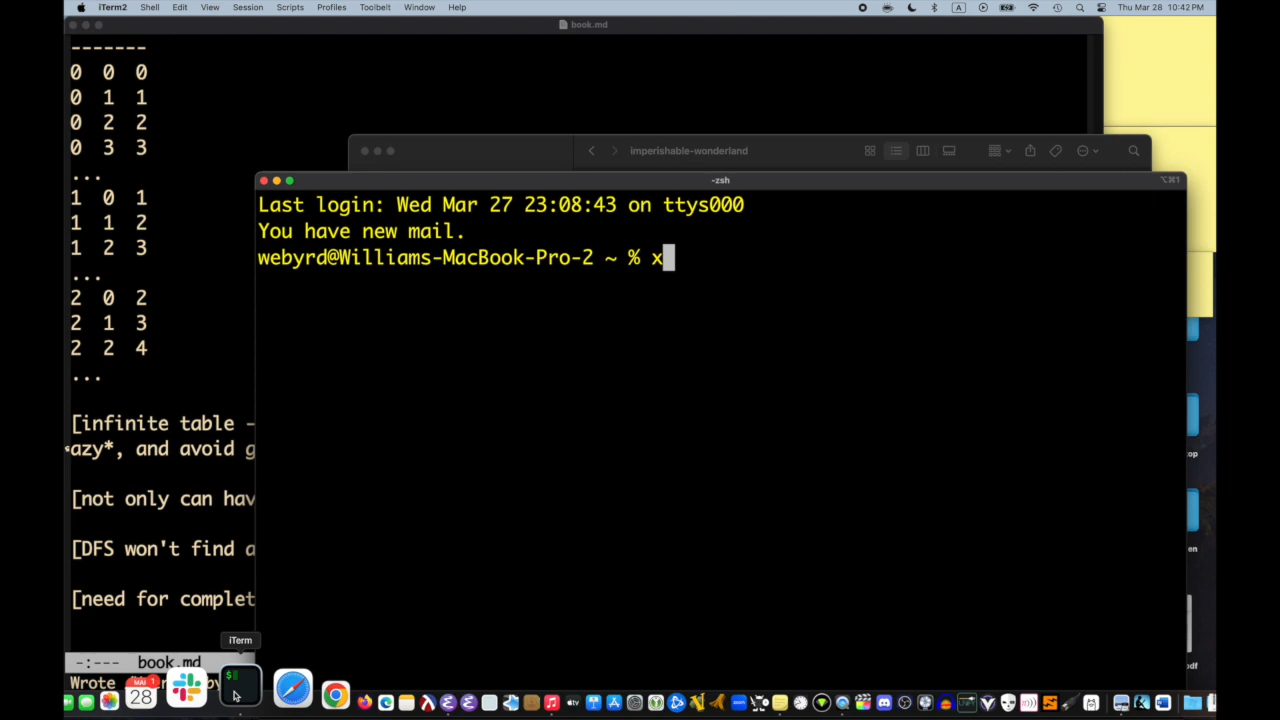 iTerm2 Shell Edit View Session Scripts Profiles Toolbelt Window Help A Thu Mar 28 10:42 PM
book.md
-------
0 0 0
0 1 1
0 2 2
0 3 3
...
1 0 1
1 1 2
1 2 3
...
2 0 2
2 1 3
2 2 4
...
[infinite table -
azy*, and avoid g
[not only can hav
[DFS won't find a
[need for complet
-:--- book.md
Wrote
imperishable-wonderland
-zsh
⌥⌘1
Last login: Wed Mar 27 23:08:43 on ttys000
You have new mail.
webyrd@Williams-MacBook-Pro-2 ~ % x
top
en
pdf
iTerm
$
28